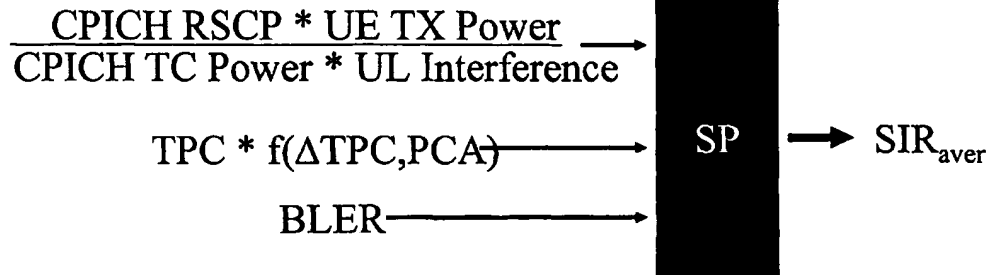 CPICH RSCP * UE TX Power
CPICH TC Power * UL Interference
TPC * f(ΔTPC,PCA)
BLER
SP
SIRaver